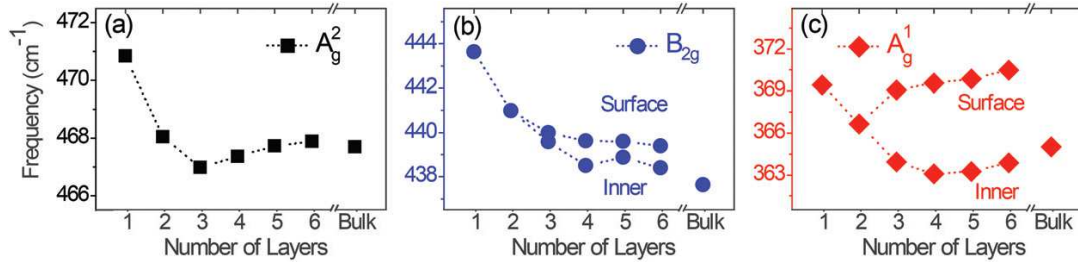 (a) A²g
Frequency (cm⁻¹)
472
470
468
466
1 2 3 4 5 6 Bulk
Number of Layers
(b) B2g
444
442
440
438
Surface
Inner
1 2 3 4 5 6 Bulk
Number of Layers
(c) A¹g
372
369
366
363
Surface
Inner
1 2 3 4 5 6 Bulk
Number of Layers